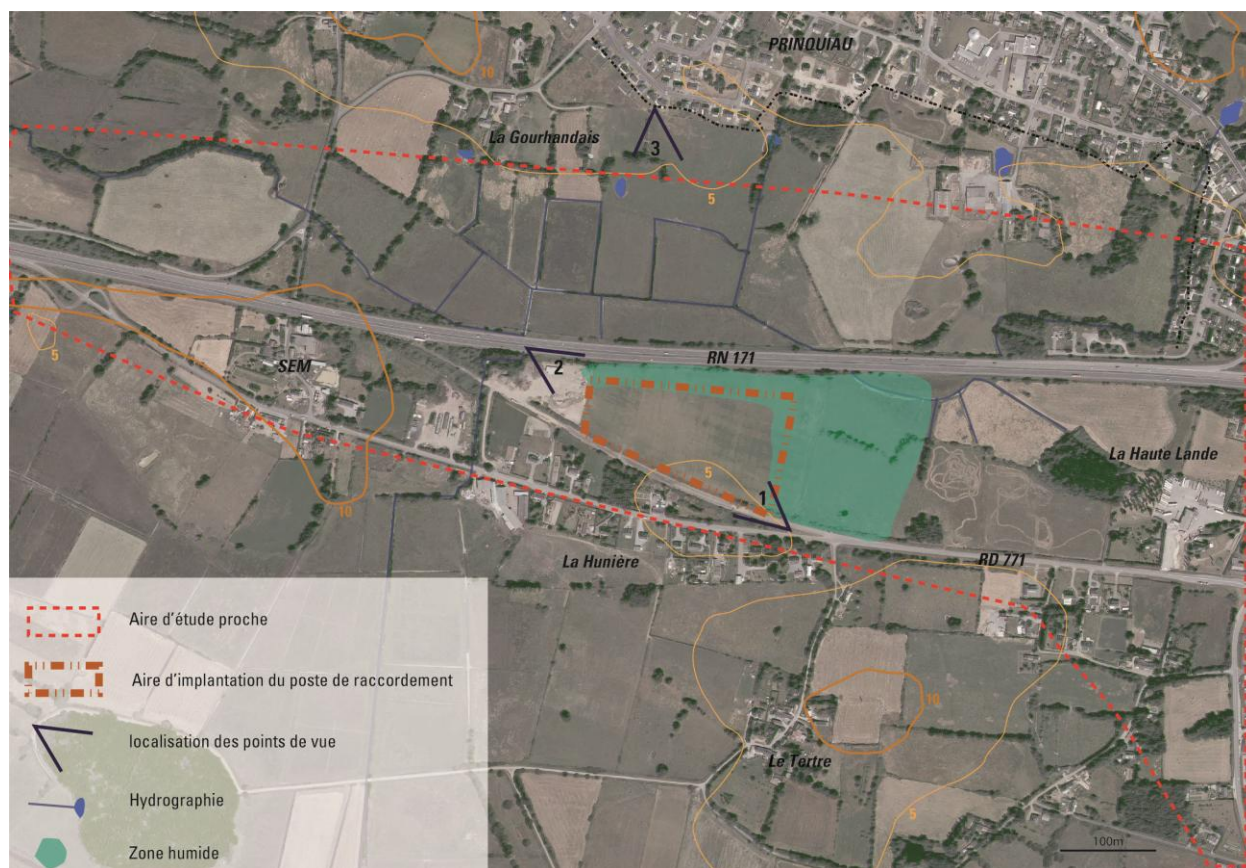 10
PRINQUIAU
La Gourhandais
3
5
RN 171
SEM
2
5
La Haute Lande
5
1
10
La Hunière
RD 771
10
Le Tertre
5
100m
Aire d'étude proche
Aire d'implantation du poste de raccordement
localisation des points de vue
Hydrographie
Zone humide